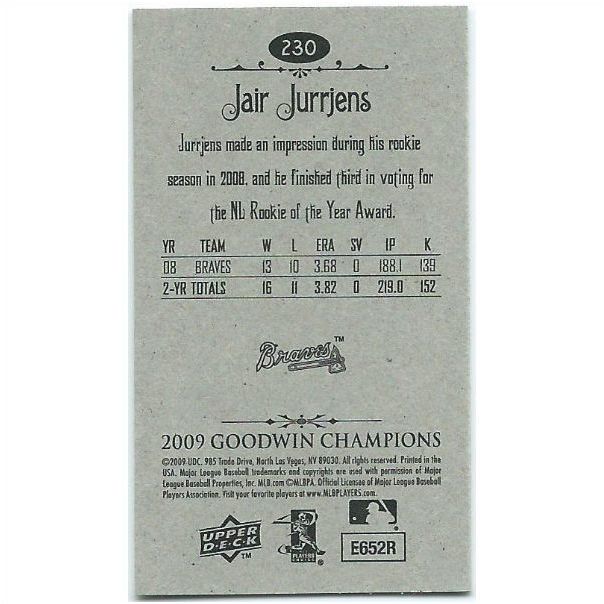 230
Jair Jurrjens
Jurrjens made an impression during his rookie
season in 2008, and he finished third in voting for
the NL Rookie of the Year Award.
YR TEAM W L ERA SV IP K
08 BRAVES 13 10 3.68 0 188.1 139
2-YR TOTALS 16 11 3.82 0 219.0 152
Braves™
2009 GOODWIN CHAMPIONS
©2009 UDC. 985 Trade Drive, North Las Vegas, NV 89030. All rights reserved. Printed in the
USA. Major League Baseball trademarks and copyrights are used with permission of Major
League Baseball Properties, Inc. MLB.com ©MLBPA. Official Licensee of Major League Baseball
Players Association. Visit your favorite players at www.MLBPLAYERS.com.
UPPER
D·E·C·K
™
PLAYERS
CHOICE
E652R